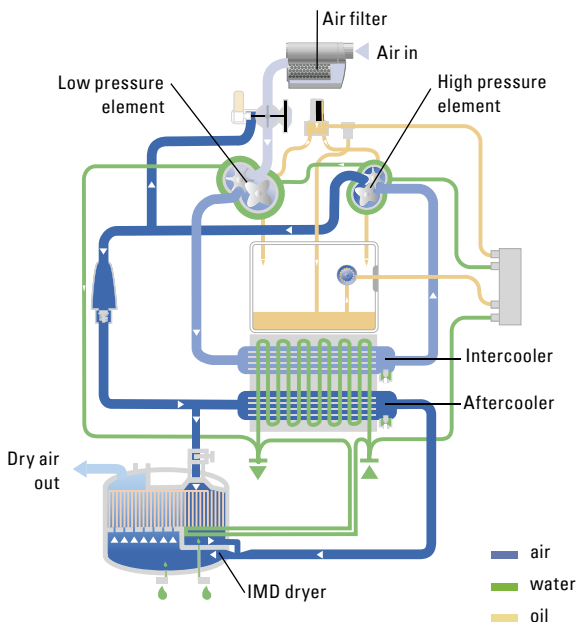 Air filter
Air in
Low pressure
element
High pressure
element
Intercooler
Aftercooler
Dry air
out
IMD dryer
air
water
oil